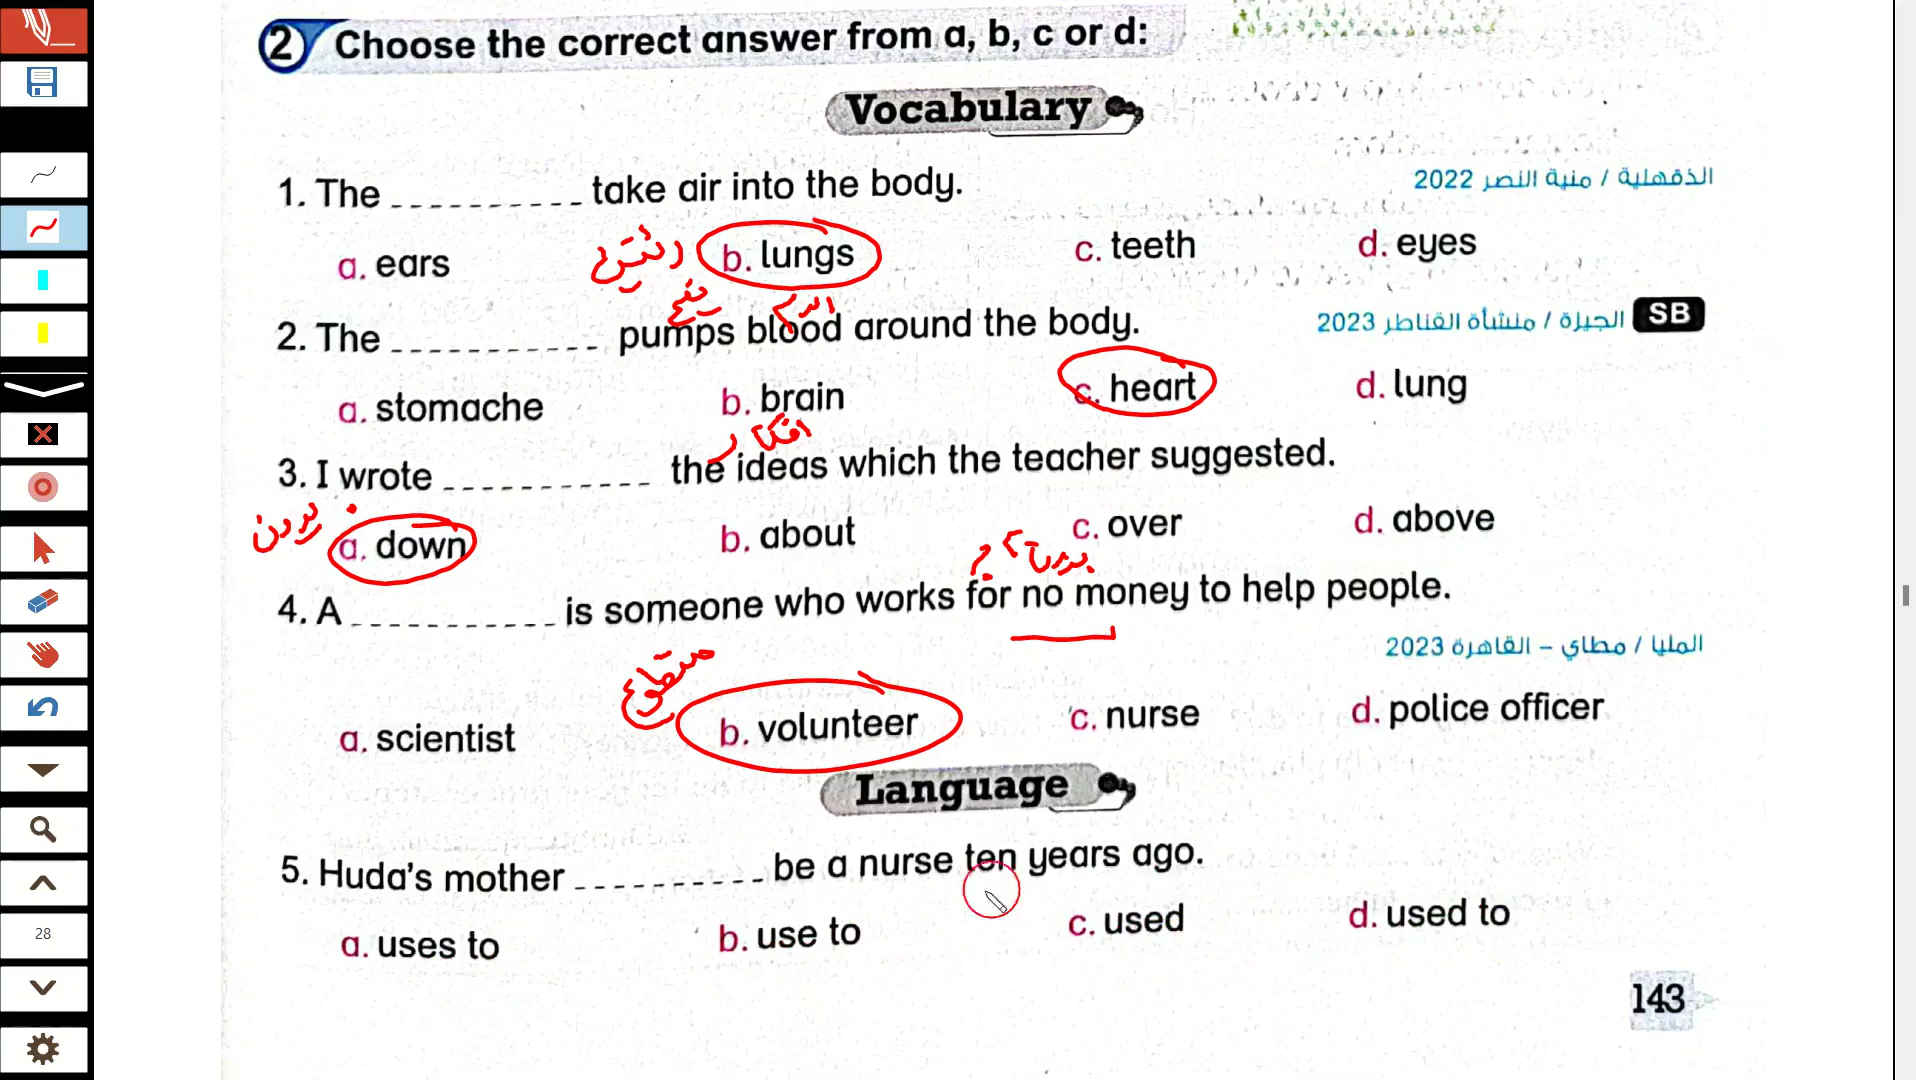 2 Choose the correct answer from a, b, c or d:
Vocabulary
1. The __________ take air into the body.
الدقهلية / منية النصر 2022
a. ears b. lungs c. teeth d. eyes
الدم
2. The __________ pumps blood around the body.
الجيزة / منشأة القناطر 2023 SB
a. stomache b. brain c. heart d. lung
افكار
3. I wrote __________ the ideas which the teacher suggested.
يدون
a. down b. about c. over d. above
4. A __________ is someone who works for no money to help people.
المنيا / مطاي – القاهرة 2023
a. scientist b. volunteer c. nurse d. police officer
Language
5. Huda's mother __________ be a nurse ten years ago.
a. uses to b. use to c. used d. used to
28
143